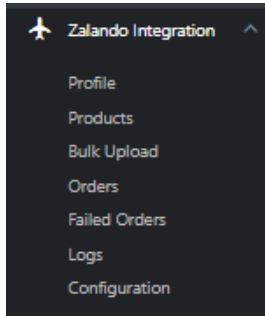 Zalando Integration
Profile
Products
Bulk Upload
Orders
Failed Orders
Logs
Configuration